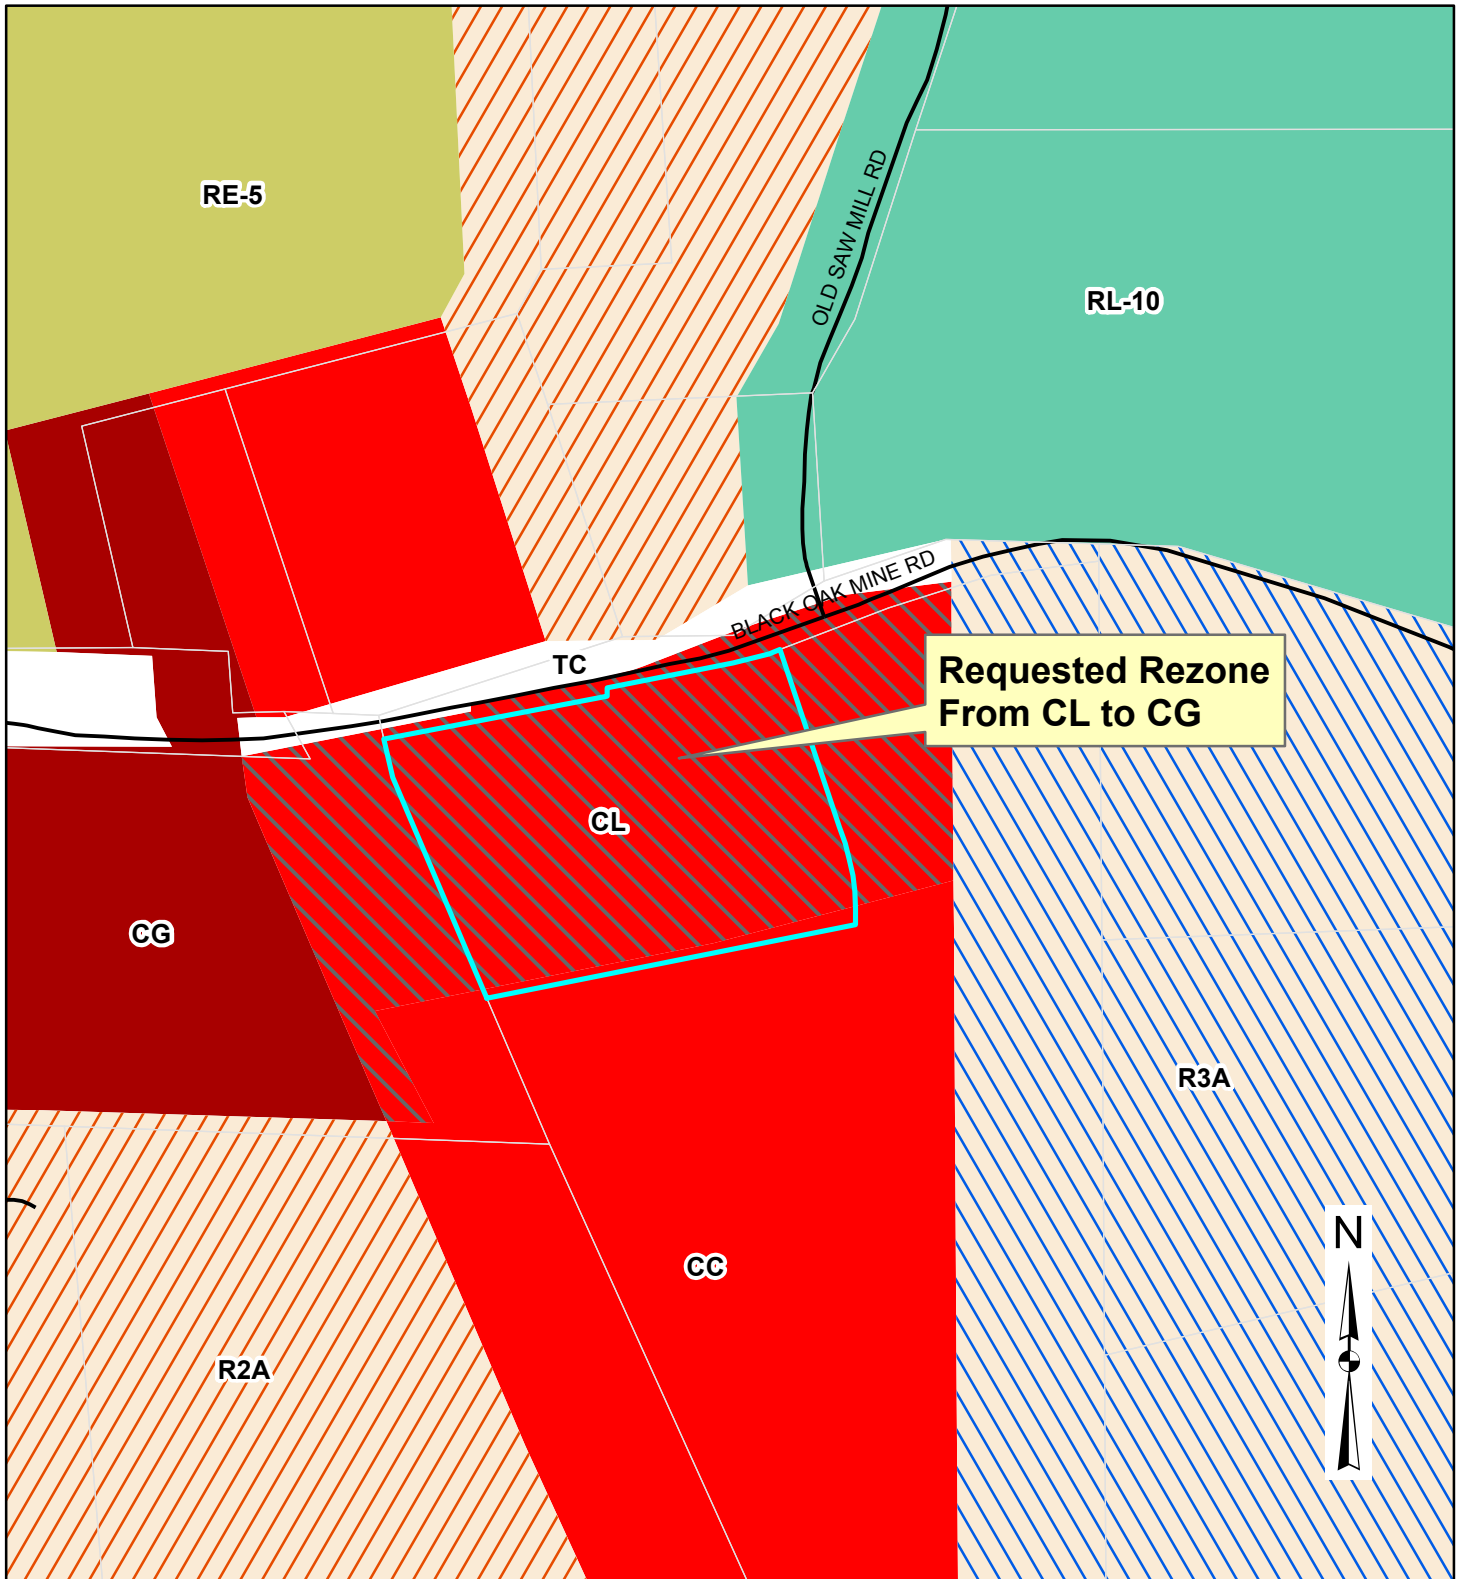 RE-5
OLD SAW MILL RD
RL-10
BLACK OAK MINE RD
TC
Requested Rezone
From CL to CG
CL
CG
R3A
N
CC
R2A